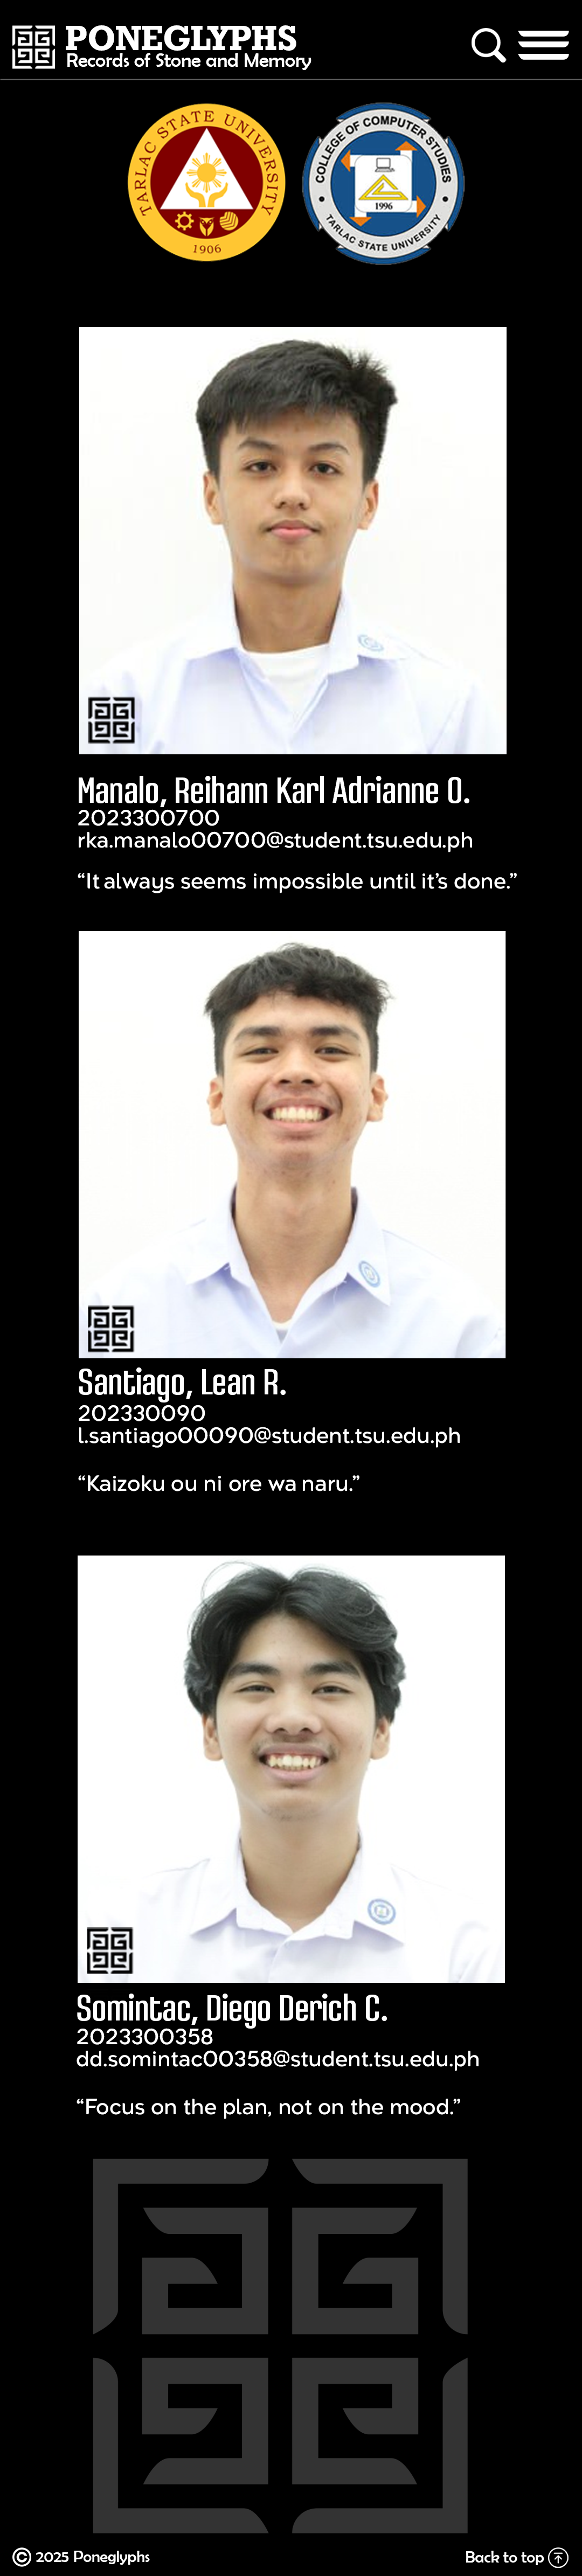 PONEGLYPHS
Records of Stone and Memory
TARLAC STATE UNIVERSITY
1906
COLLEGE OF COMPUTER STUDIES
1996
TARLAC STATE UNIVERSITY
Manalo, Reihann Karl Adrianne O.
2023300700
rka.manalo00700@student.tsu.edu.ph
“It always seems impossible until it’s done.”
Santiago, Lean R.
202330090
l.santiago00090@student.tsu.edu.ph
“Kaizoku ou ni ore wa naru.”
Somintac, Diego Derich C.
2023300358
dd.somintac00358@student.tsu.edu.ph
“Focus on the plan, not on the mood.”
© 2025 Poneglyphs
Back to top